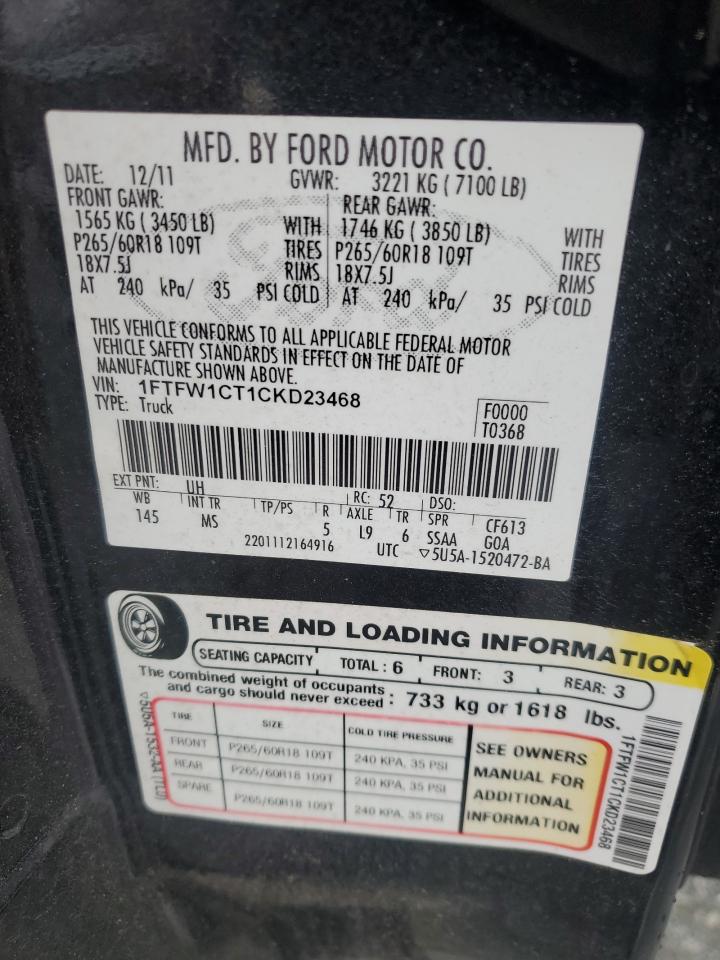 MFD. BY FORD MOTOR CO.
DATE: 12/11 GVWR: 3221 KG ( 7100 LB)
FRONT GAWR: REAR GAWR:
1565 KG ( 3450 LB) WITH 1746 KG ( 3850 LB) WITH
P265/60R18 109T TIRES P265/60R18 109T TIRES
18X7.5J RIMS 18X7.5J RIMS
AT 240 kPa/ 35 PSI COLD AT 240 kPa/ 35 PSI COLD
Ford
THIS VEHICLE CONFORMS TO ALL APPLICABLE FEDERAL MOTOR
VEHICLE SAFETY STANDARDS IN EFFECT ON THE DATE OF
MANUFACTURE SHOWN ABOVE.
VIN: 1FTFW1CT1CKD23468
TYPE: Truck
F0000
T0368
EXT PNT: UH RC: 52 DSO:
WB INT TR TP/PS R AXLE TR SPR CF613
145 MS 5 L9 6 SSAA GOA
2201112164916 UTC ▽5U5A-1520472-BA
TIRE AND LOADING INFORMATION
SEATING CAPACITY TOTAL : 6 FRONT: 3 REAR: 3
The combined weight of occupants
and cargo should never exceed : 733 kg or 1618 lbs.
TIRE SIZE COLD TIRE PRESSURE
FRONT P265/60R18 109T 240 KPA, 35 PSI
REAR P265/60R18 109T 240 KPA, 35 PSI
SPARE P265/60R18 109T 240 KPA, 35 PSI
SEE OWNERS
MANUAL FOR
ADDITIONAL
INFORMATION
▽5U5A-1532-AA (TLU)
1FTFW1CT1CKD23468